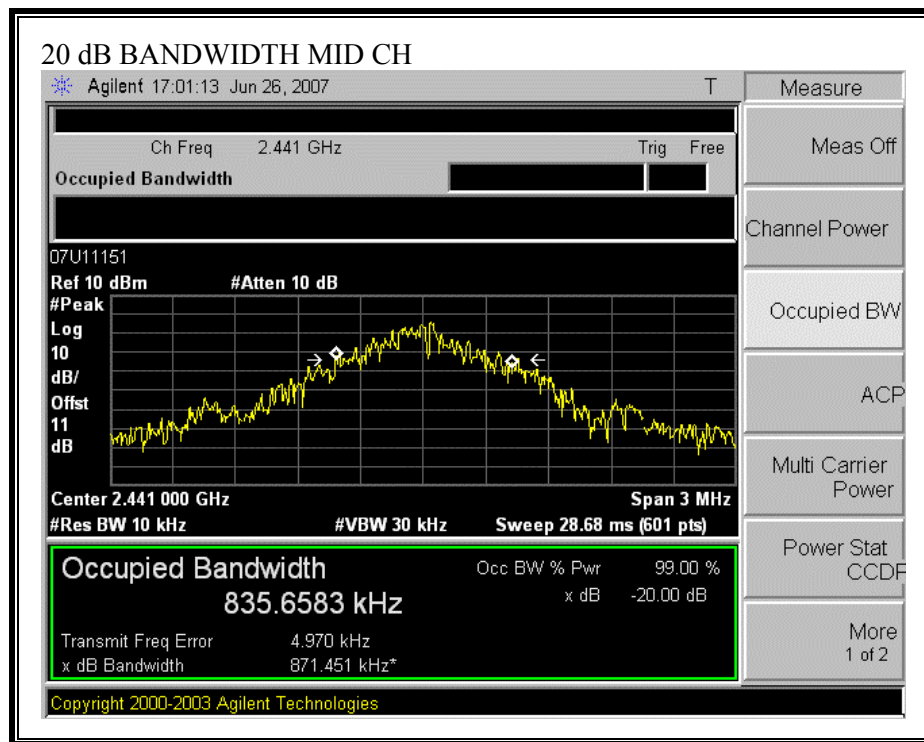 20 dB BANDWIDTH MID CH
Agilent 17:01:13 Jun 26, 2007 T
Measure
Ch Freq 2.441 GHz Trig Free
Occupied Bandwidth
Meas Off
Channel Power
Occupied BW
ACP
Multi Carrier
Power
Power Stat
CCDF
More
1 of 2
07U11151
Ref 10 dBm #Atten 10 dB
#Peak
Log
10
dB/
Offst
11
dB
Center 2.441 000 GHz Span 3 MHz
#Res BW 10 kHz #VBW 30 kHz Sweep 28.68 ms (601 pts)
Occupied Bandwidth Occ BW % Pwr 99.00 %
835.6583 kHz x dB -20.00 dB
Transmit Freq Error 4.970 kHz
x dB Bandwidth 871.451 kHz*
Copyright 2000-2003 Agilent Technologies